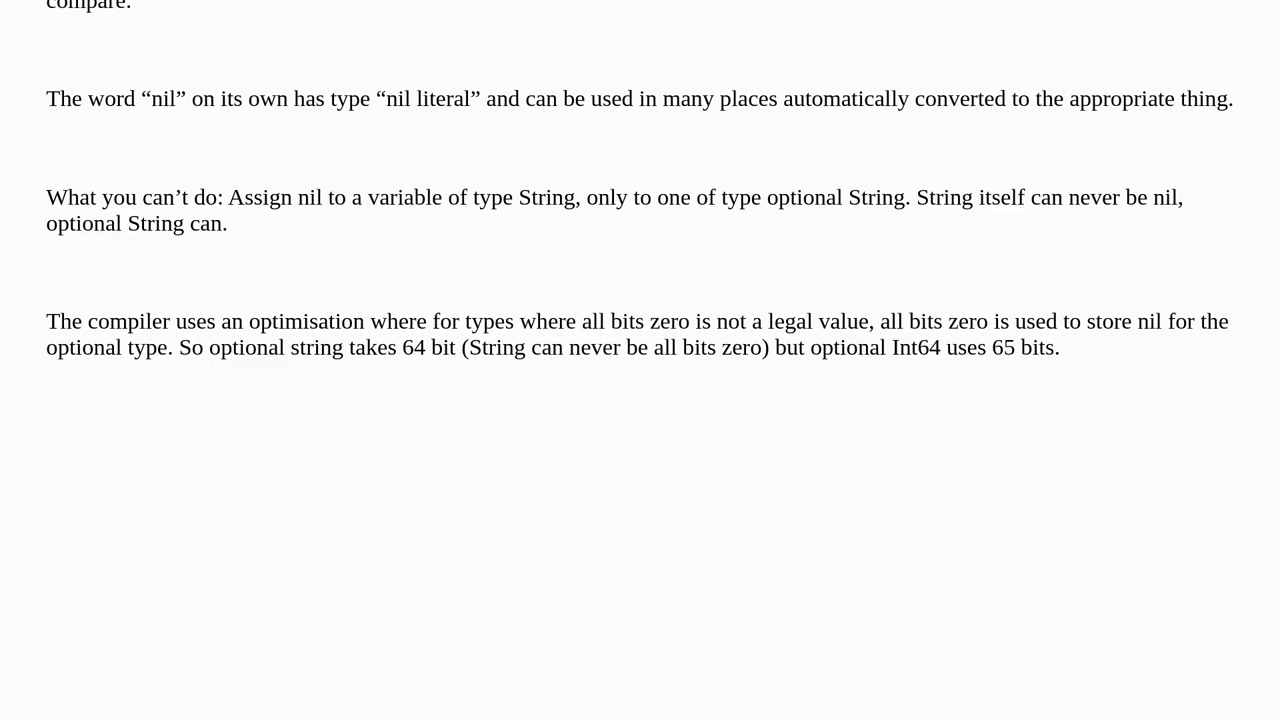 compare.
The word “nil” on its own has type “nil literal” and can be used in many places automatically converted to the appropriate thing.
What you can’t do: Assign nil to a variable of type String, only to one of type optional String. String itself can never be nil,
optional String can.
The compiler uses an optimisation where for types where all bits zero is not a legal value, all bits zero is used to store nil for the
optional type. So optional string takes 64 bit (String can never be all bits zero) but optional Int64 uses 65 bits.